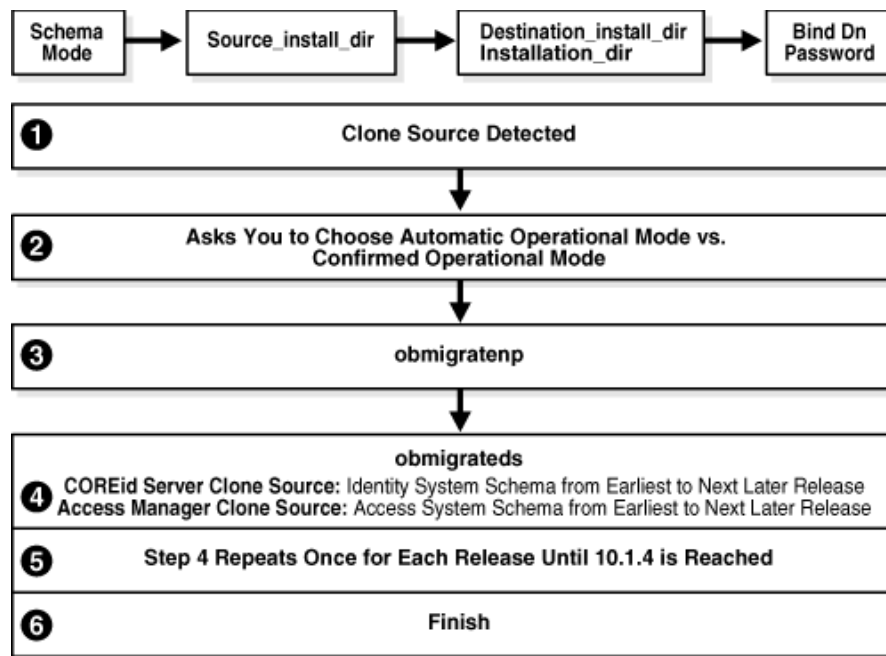 Schema
Mode
Source_install_dir
Destination_install_dir
Installation_dir
Bind Dn
Password
1
Clone Source Detected
2
Asks You to Choose Automatic Operational Mode vs.
Confirmed Operational Mode
3
obmigratenp
obmigrateds
4
COREid Server Clone Source: Identity System Schema from Earliest to Next Later Release
Access Manager Clone Source: Access System Schema from Earliest to Next Later Release
5
Step 4 Repeats Once for Each Release Until 10.1.4 is Reached
6
Finish